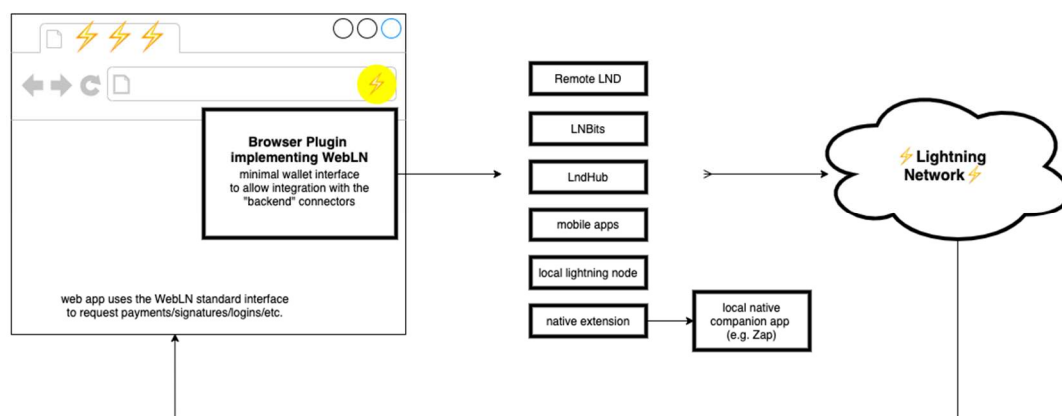 Browser Plugin
implementing WebLN
minimal wallet interface
to allow integration with the
"backend" connectors
web app uses the WebLN standard interface
to request payments/signatures/logins/etc.
Remote LND
LNBits
LndHub
mobile apps
local lightning node
native extension
local native
companion app
(e.g. Zap)
⚡Lightning
Network⚡